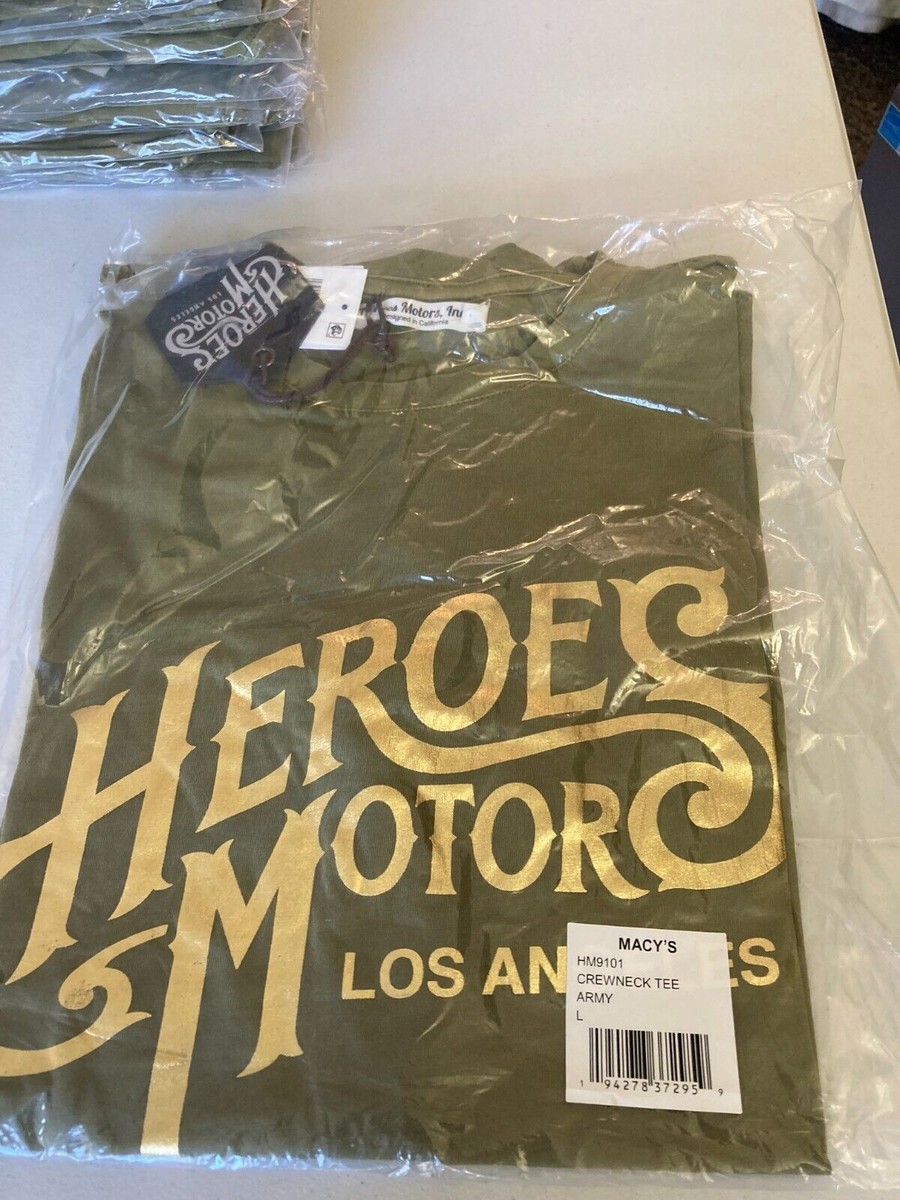 HEROES
MOTORS
LOS ANGELES
Motors, Inc
Designed in California
HEROES
MOTORS
LOS AN ES
MACY'S
HM9101
CREWNECK TEE
ARMY
L
1 94278 37295 9